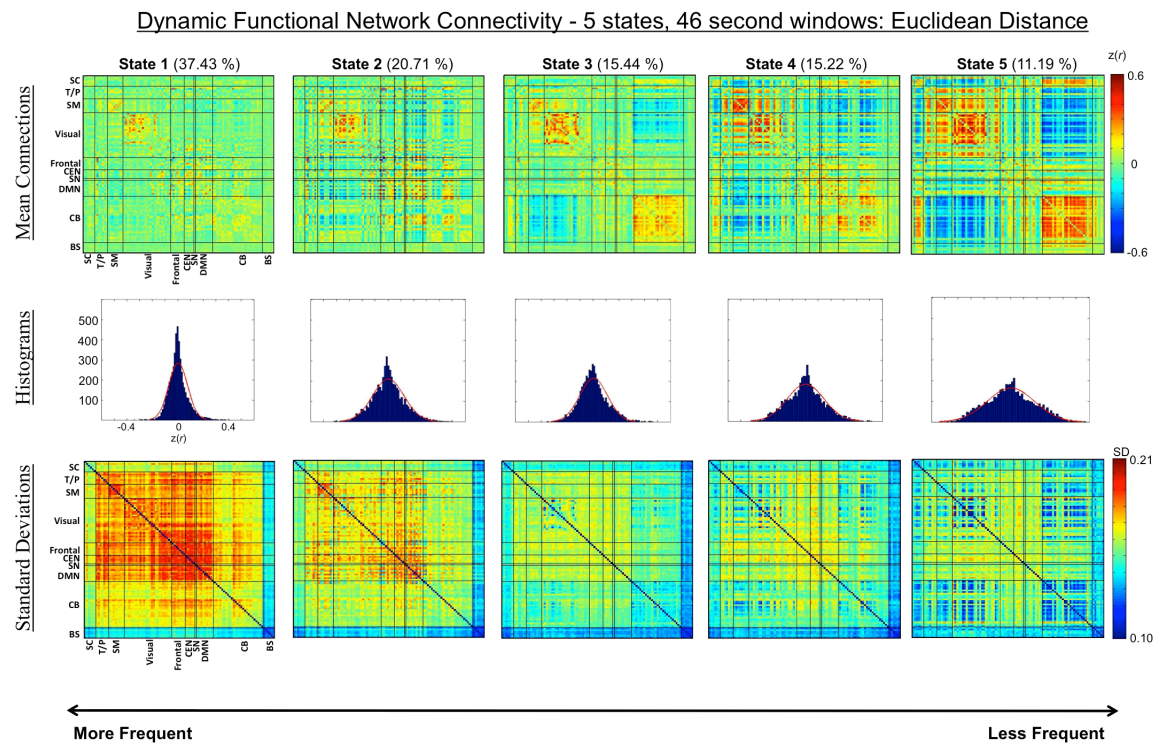 Dynamic Functional Network Connectivity - 5 states, 46 second windows: Euclidean Distance
State 1 (37.43 %)
State 2 (20.71 %)
State 3 (15.44 %)
State 4 (15.22 %)
State 5 (11.19 %)
z(r)
0.6
0
-0.6
Mean Connections
SC
T/P
SM
Visual
Frontal
CEN
SN
DMN
CB
BS
SC
T/P
SM
Visual
Frontal
CEN
SN
DMN
CB
BS
Histograms
500
400
300
200
100
-0.4
0
0.4
z(r)
Standard Deviations
SC
T/P
SM
Visual
Frontal
CEN
SN
DMN
CB
BS
SC
T/P
SM
Visual
Frontal
CEN
SN
DMN
CB
BS
SD
0.21
0.10
More Frequent
Less Frequent